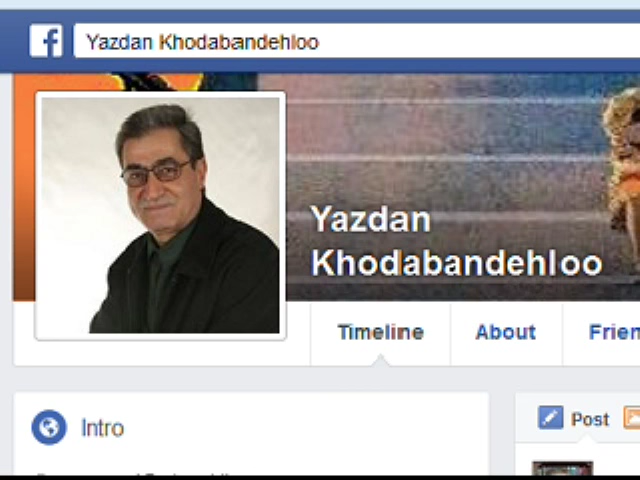 f
Yazdan Khodabandehloo
Yazdan
Khodabandehloo
Timeline
About
Intro
Post